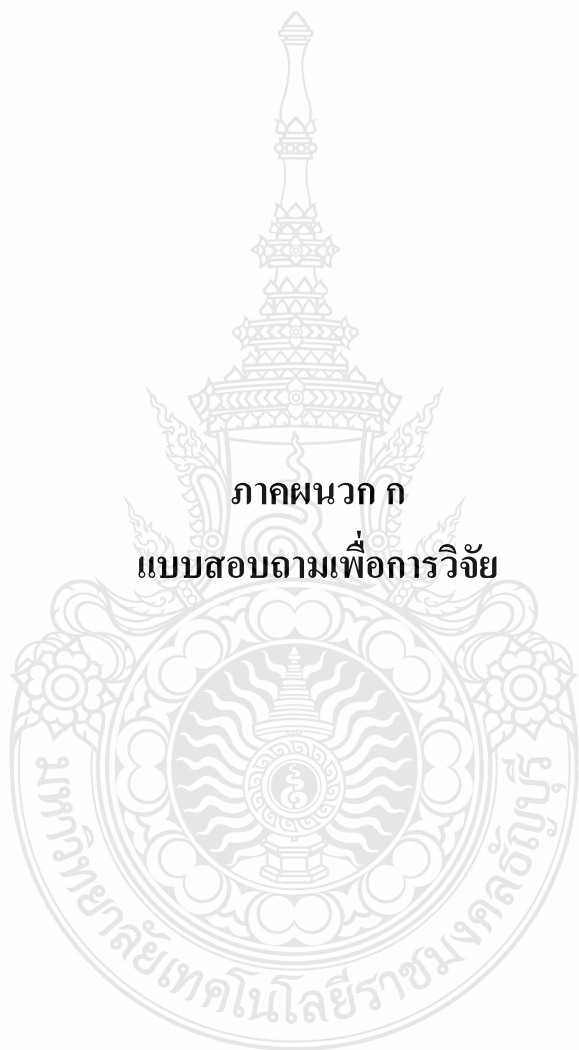 ภาคผนวก ก
แบบสอบถามเพื่อการวิจัย
มหาวิทยาลัยเทคโนโลยีราชมงคลธัญบุรี